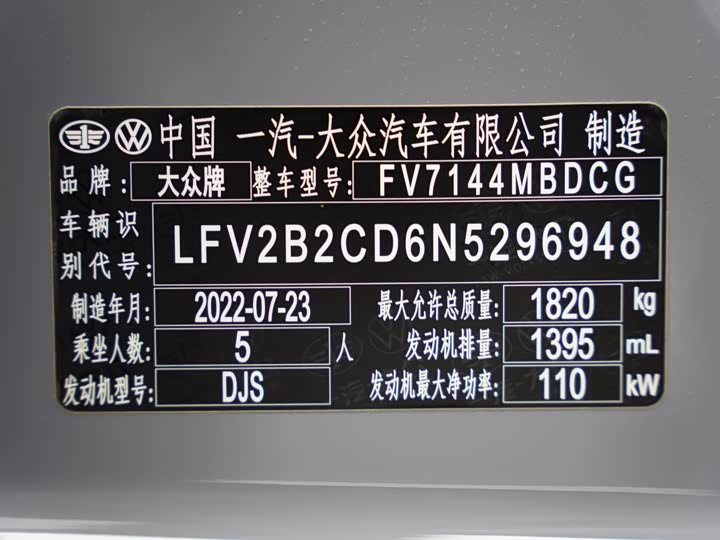 中国 一汽-大众汽车有限公司 制造
品牌: 大众牌 整车型号: FV7144MBDCG
车辆识别代号: LFV2B2CD6N5296948
制造年月: 2022-07-23 最大允许总质量: 1820 kg
乘坐人数: 5 人 发动机排量: 1395 mL
发动机型号: DJS 发动机最大净功率: 110 kW